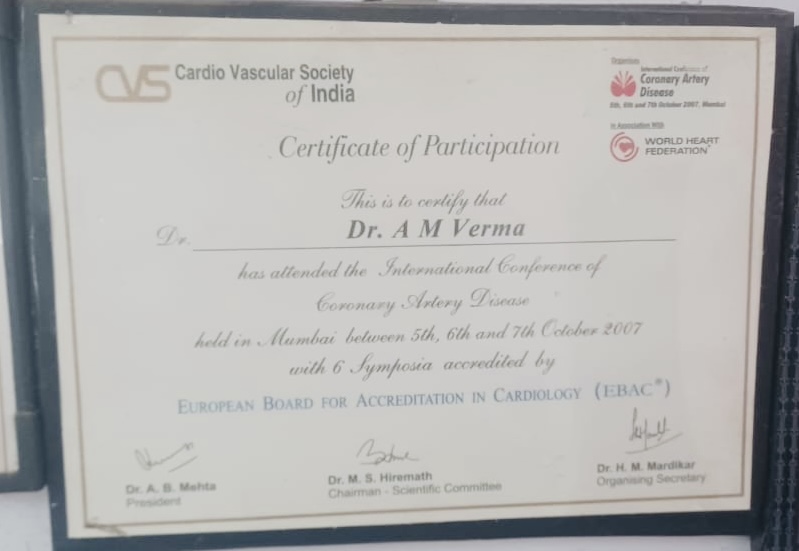 CVS Cardio Vascular Society
of India
International Conference of
Coronary Artery
Disease
5th, 6th and 7th October 2007, Mumbai
In Association With
WORLD HEART
FEDERATION
Certificate of Participation
This is to certify that
Dr. Dr. A M Verma
has attended the International Conference of
Coronary Artery Disease
held in Mumbai between 5th, 6th and 7th October 2007
with 6 Symposia accredited by
EUROPEAN BOARD FOR ACCREDITATION IN CARDIOLOGY (EBAC®)
Dr. A. B. Mehta
President
Dr. M. S. Hiremath
Chairman - Scientific Committee
Dr. H. M. Mardikar
Organising Secretary